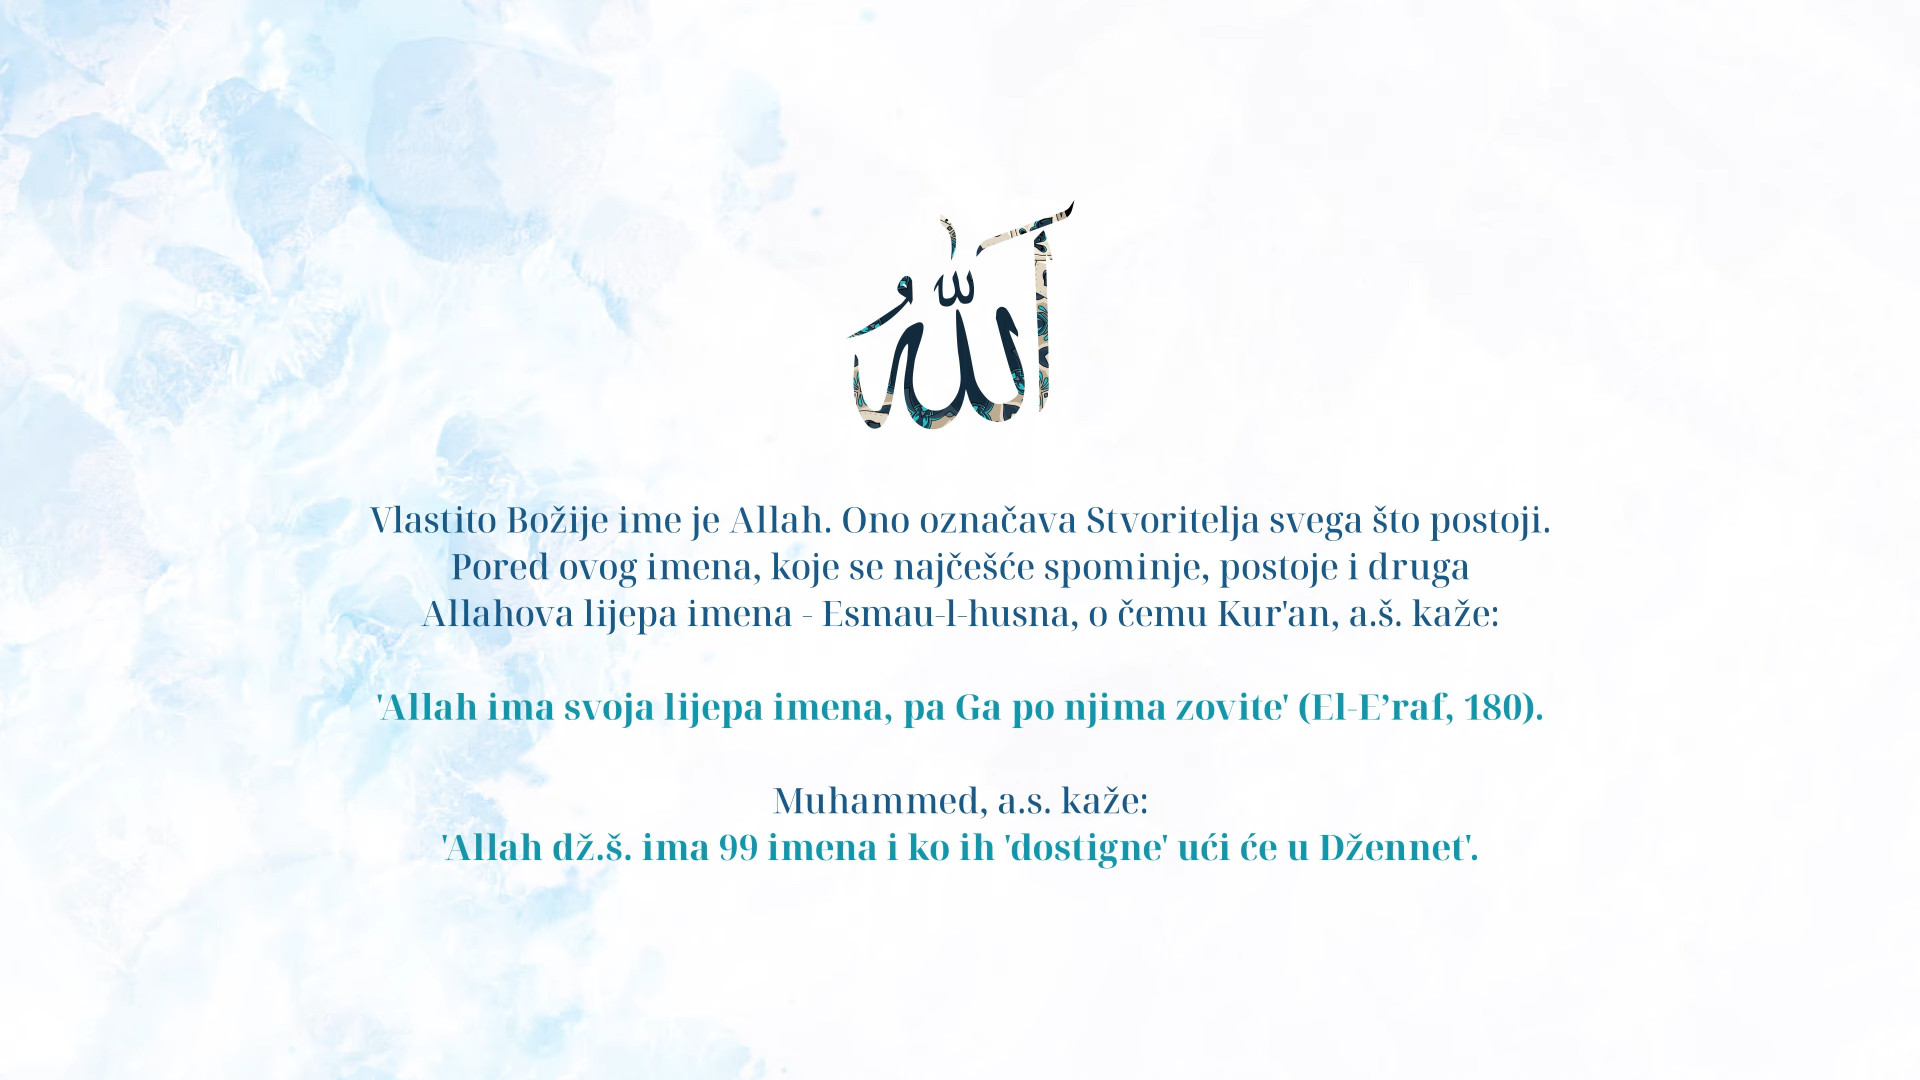 اَللّٰهُ
Vlastito Božije ime je Allah. Ono označava Stvoritelja svega što postoji.
Pored ovog imena, koje se najčešće spominje, postoje i druga
Allahova lijepa imena - Esmau-l-husna, o čemu Kur'an, a.š. kaže:
'Allah ima svoja lijepa imena, pa Ga po njima zovite' (El-E’raf, 180).
Muhammed, a.s. kaže:
'Allah dž.š. ima 99 imena i ko ih 'dostigne' ući će u Džennet'.